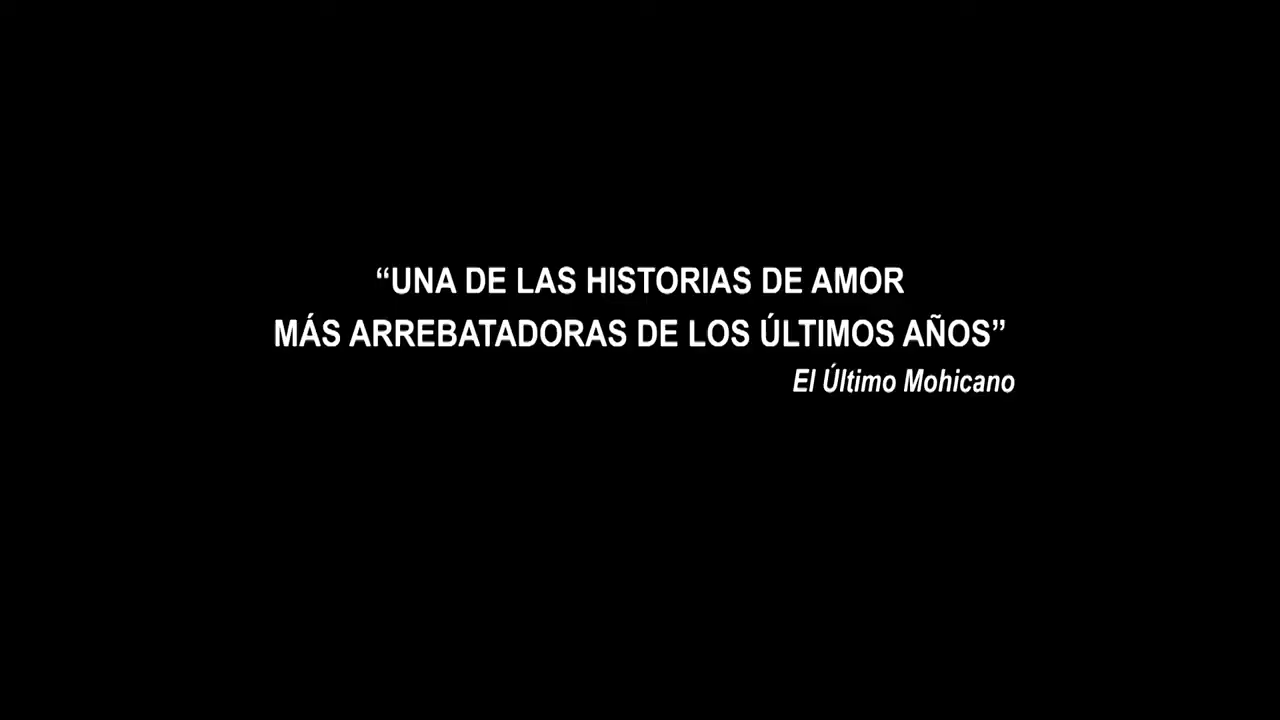 “UNA DE LAS HISTORIAS DE AMOR
MÁS ARREBATADORAS DE LOS ÚLTIMOS AÑOS”
El Último Mohicano